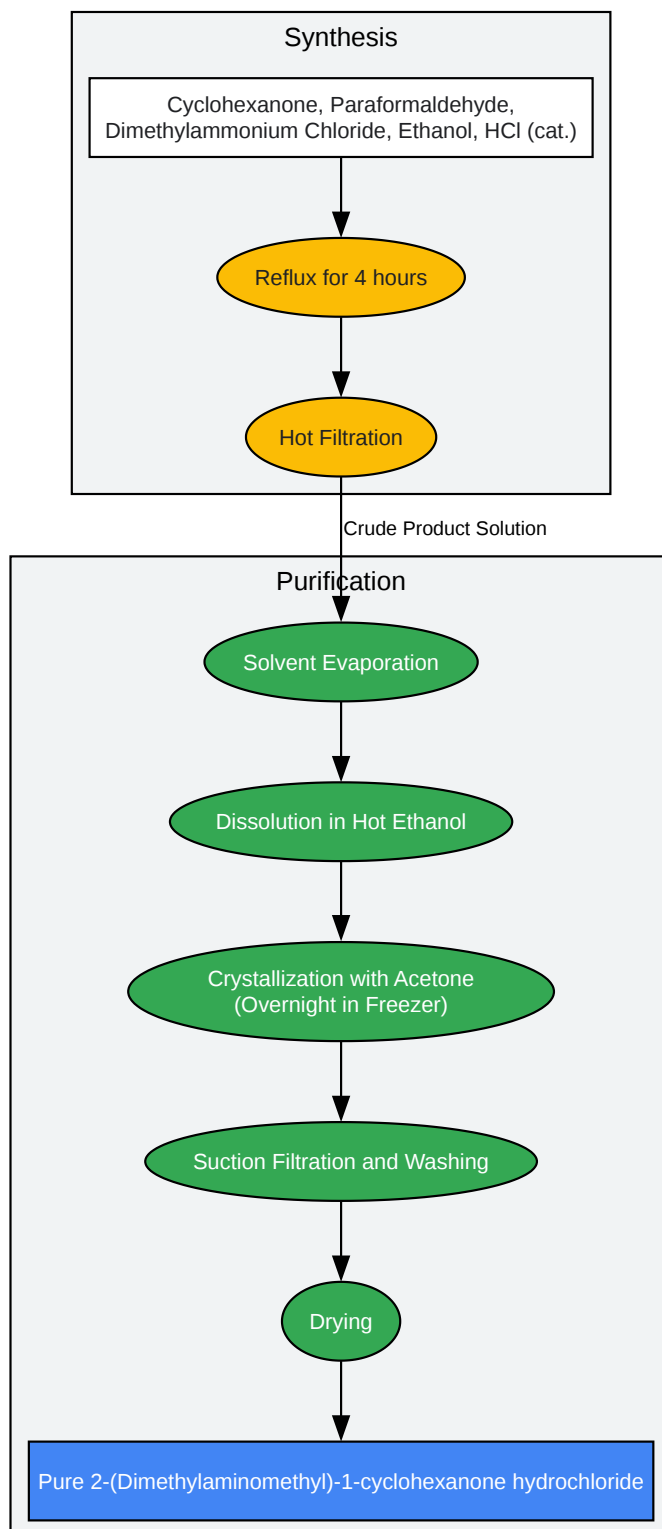 Synthesis
Cyclohexanone, Paraformaldehyde,
Dimethylammonium Chloride, Ethanol, HCl (cat.)
Reflux for 4 hours
Hot Filtration
Crude Product Solution
Purification
Solvent Evaporation
Dissolution in Hot Ethanol
Crystallization with Acetone
(Overnight in Freezer)
Suction Filtration and Washing
Drying
Pure 2-(Dimethylaminomethyl)-1-cyclohexanone hydrochloride